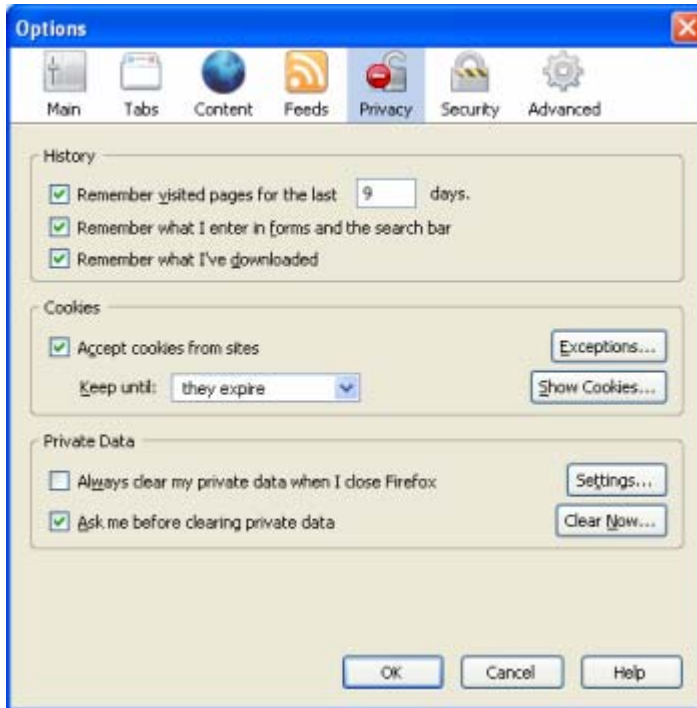 Options
Main Tabs Content Feeds Privacy Security Advanced
History
Remember visited pages for the last 9 days.
Remember what I enter in forms and the search bar
Remember what I've downloaded
Cookies
Accept cookies from sites Exceptions...
Keep until: they expire Show Cookies...
Private Data
Always clear my private data when I close Firefox Settings...
Ask me before clearing private data Clear Now...
OK Cancel Help